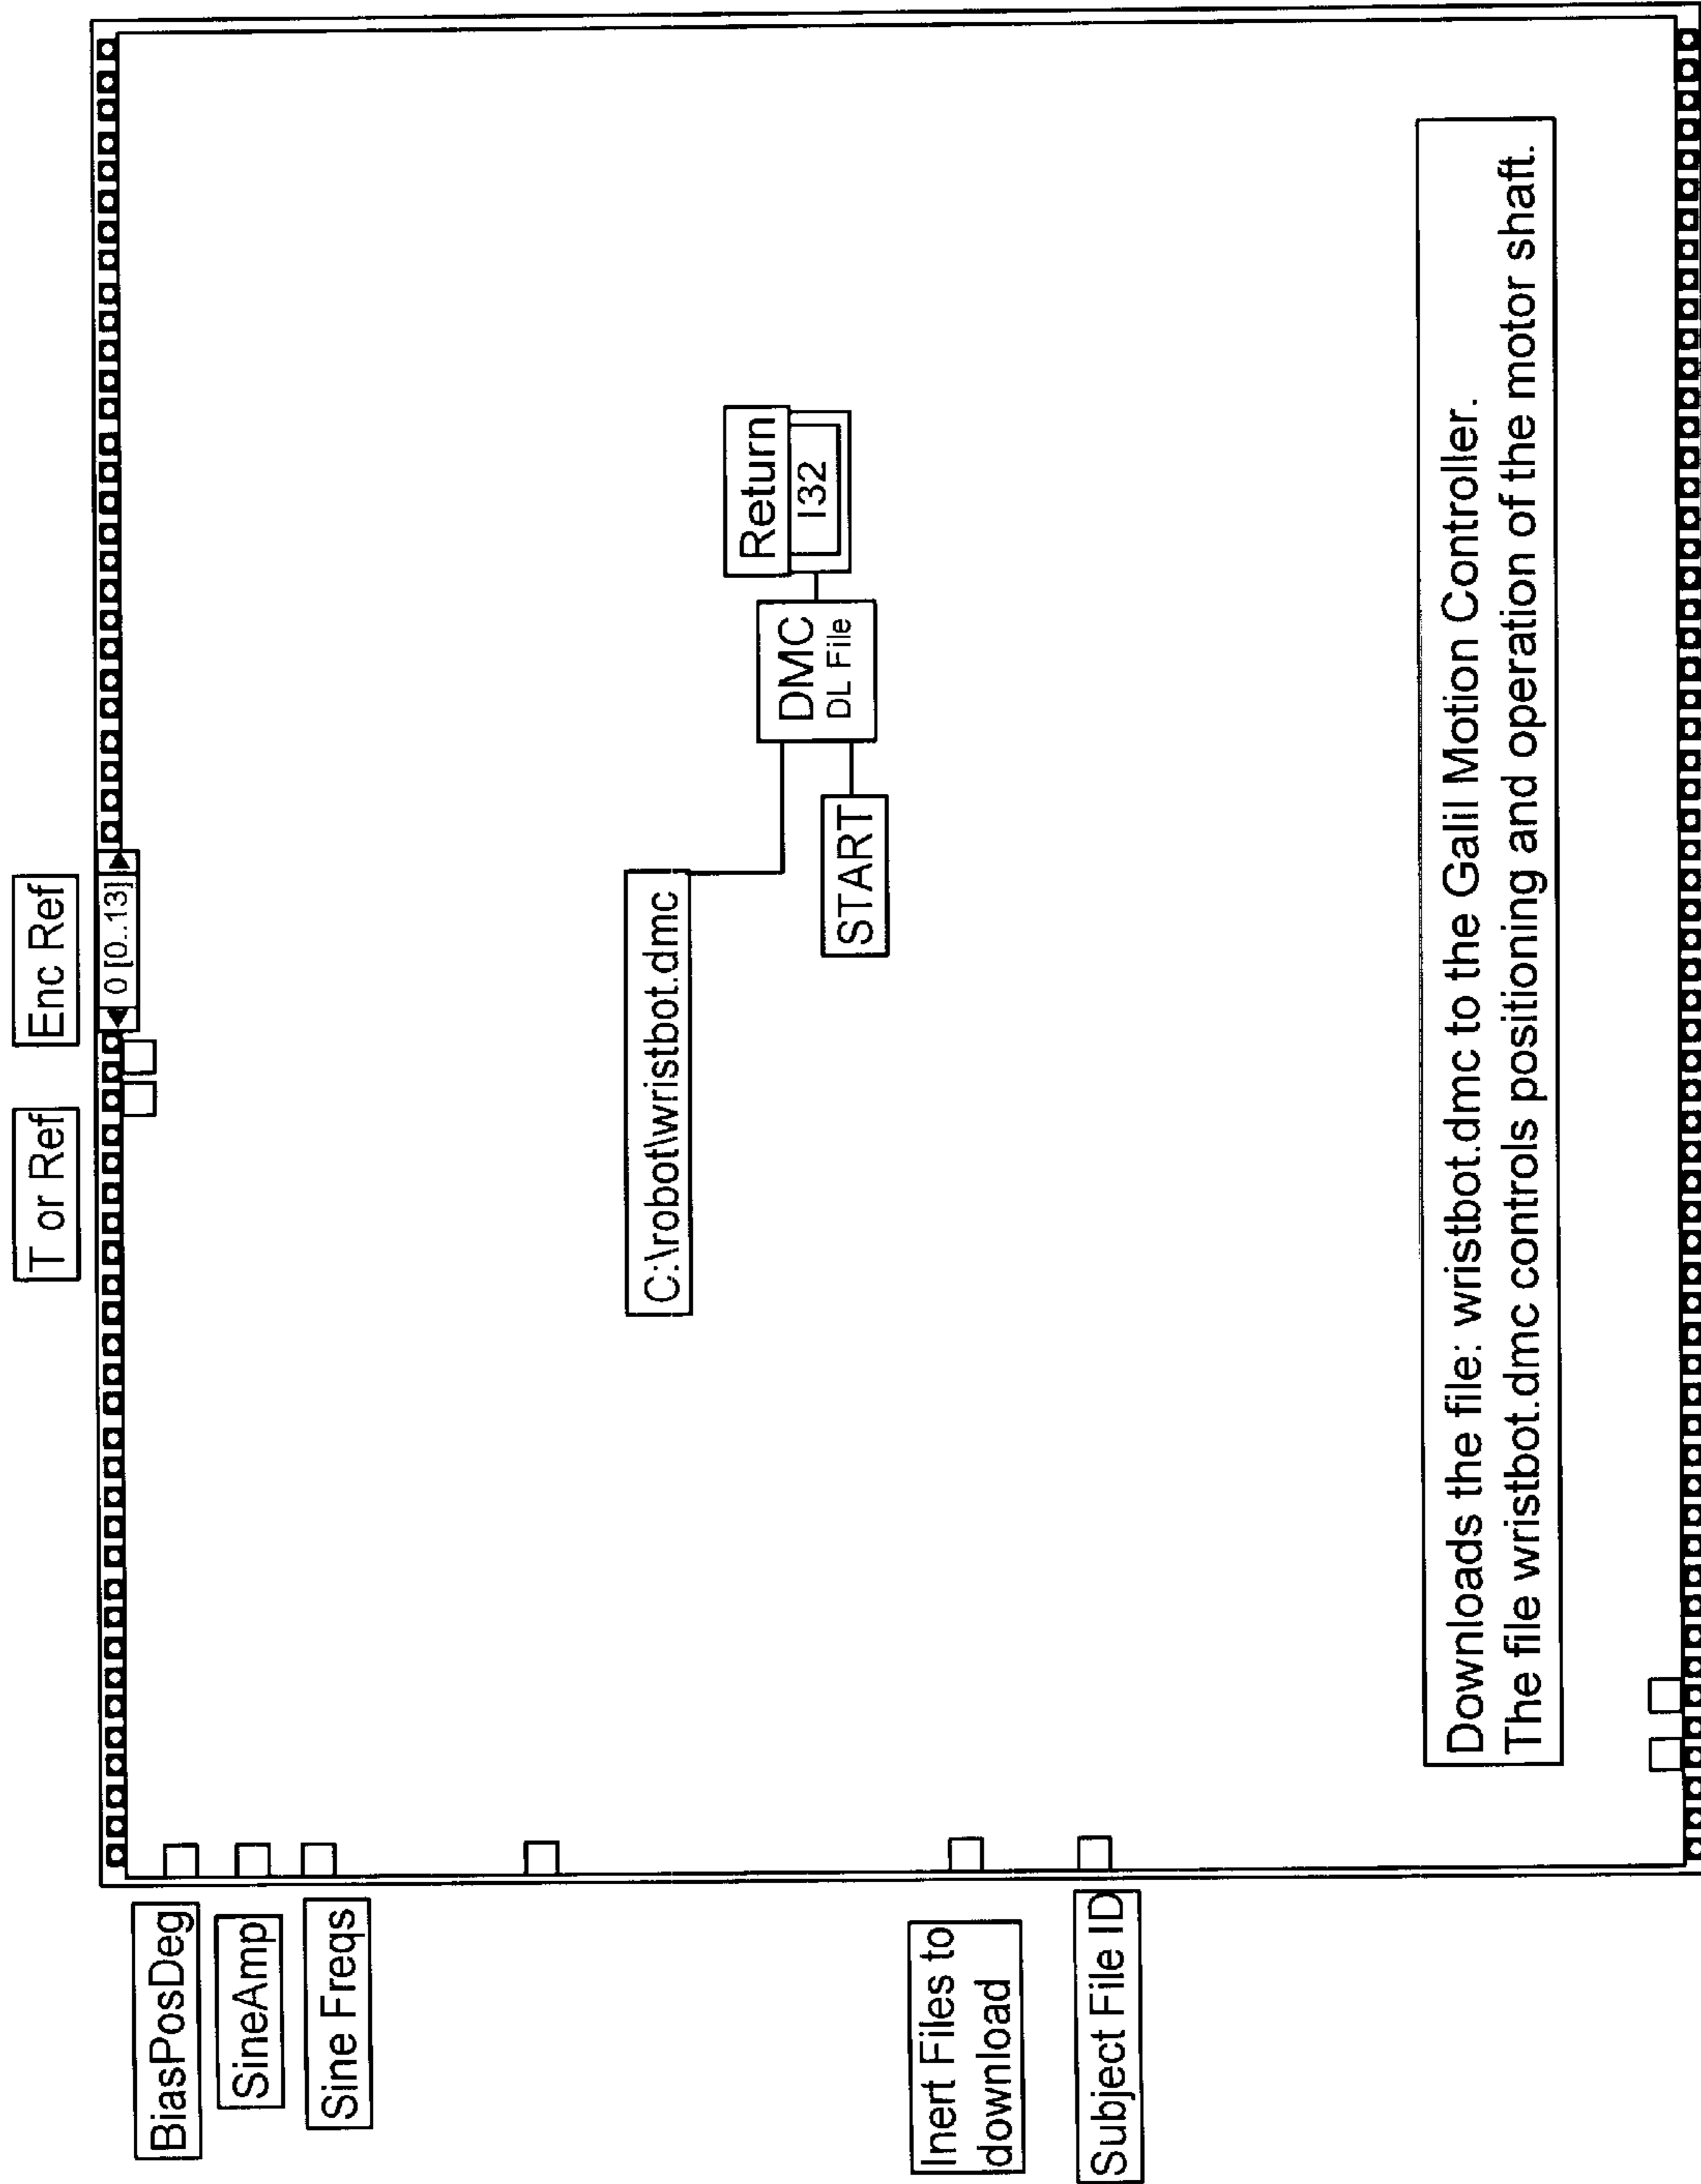 T or Ref
Enc Ref
0 [0..13]
BiasPosDeg
SineAmp
Sine Freqs
C:\robot\wristbot.dmc
Return
I32
DMC
DL File
START
Inert Files to
download
Subject File ID
Downloads the file: wristbot.dmc to the Galil Motion Controller.
The file wristbot.dmc controls positioning and operation of the motor shaft.